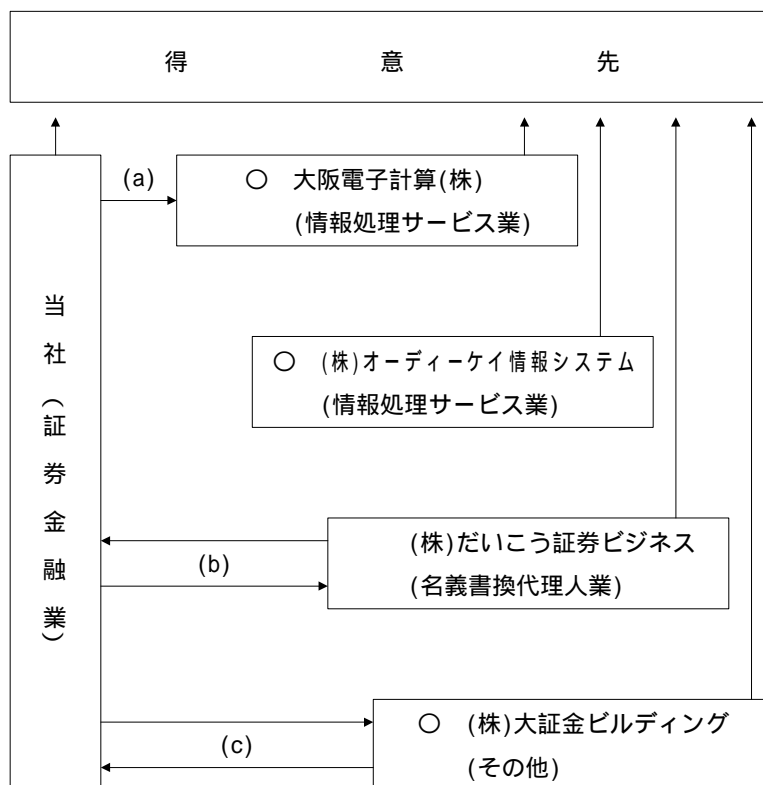 得意先
(a)
○ 大阪電子計算(株)
(情報処理サービス業)
当社(証券金融業)
○ (株)オーディーケイ情報システム
(情報処理サービス業)
(株)だいこう証券ビジネス
(b)
(名義書換代理人業)
○ (株)大証金ビルディング
(c)
(その他)